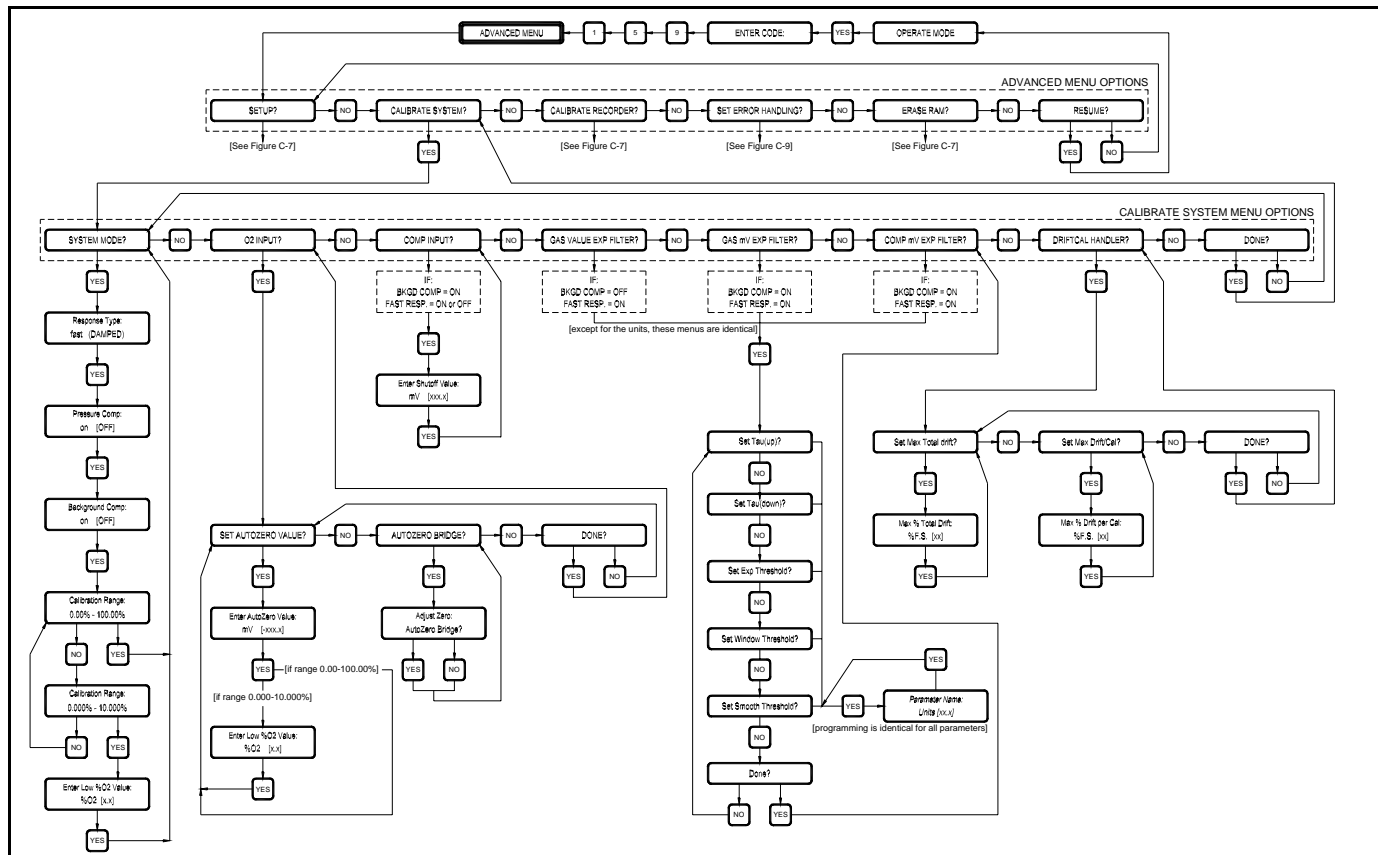 ADVANCED MENU
1
5
9
ENTER CODE:
YES
OPERATE MODE
ADVANCED MENU OPTIONS
SETUP?
NO
CALIBRATE SYSTEM?
NO
CALIBRATE RECORDER?
NO
SET ERROR HANDLING?
NO
ERASE RAM?
NO
RESUME?
[See Figure C-7]
YES
[See Figure C-7]
[See Figure C-9]
[See Figure C-7]
YES
NO
CALIBRATE SYSTEM MENU OPTIONS
SYSTEM MODE?
NO
O2 INPUT?
NO
COMP INPUT?
NO
GAS VALUE EXP FILTER?
NO
GAS mV EXP FILTER?
NO
COMP mV EXP FILTER?
NO
DRIFTCAL HANDLER?
NO
DONE?
YES
YES
IF:
BKGD COMP = ON
FAST RESP. = ON or OFF
IF:
BKGD COMP = OFF
FAST RESP. = ON
IF:
BKGD COMP = ON
FAST RESP. = ON
IF:
BKGD COMP = ON
FAST RESP. = ON
YES
YES
NO
[except for the units, these menus are identical]
Response Type:
fast (DAMPED)
YES
YES
YES
Pressure Comp:
on [OFF]
Enter Shutoff Value:
mV [xxx.x]
YES
YES
Background Comp:
on [OFF]
YES
Calibration Range:
0.00% - 100.00%
NO
YES
Calibration Range:
0.000% - 10.000%
NO
YES
Enter Low %O2 Value:
%O2 [x.x]
YES
SET AUTOZERO VALUE?
NO
AUTOZERO BRIDGE?
NO
DONE?
YES
YES
YES
NO
Enter AutoZero Value:
mV [-xxx.x]
Adjust Zero:
AutoZero Bridge?
YES
[if range 0.00-100.00%]
YES
NO
[if range 0.000-10.000%]
Enter Low %O2 Value:
%O2 [x.x]
YES
Set Tau(up)?
NO
Set Tau(down)?
NO
Set Exp Threshold?
NO
Set Window Threshold?
NO
Set Smooth Threshold?
YES
Parameter Name:
Units [xx.x]
YES
[programming is identical for all parameters]
NO
Done?
NO
YES
Set Max Total drift?
NO
Set Max Drift/Cal?
NO
DONE?
YES
YES
YES
NO
Max % Total Drift:
%F.S. [xx]
Max % Drift per Cal:
%F.S. [xx]
YES
YES